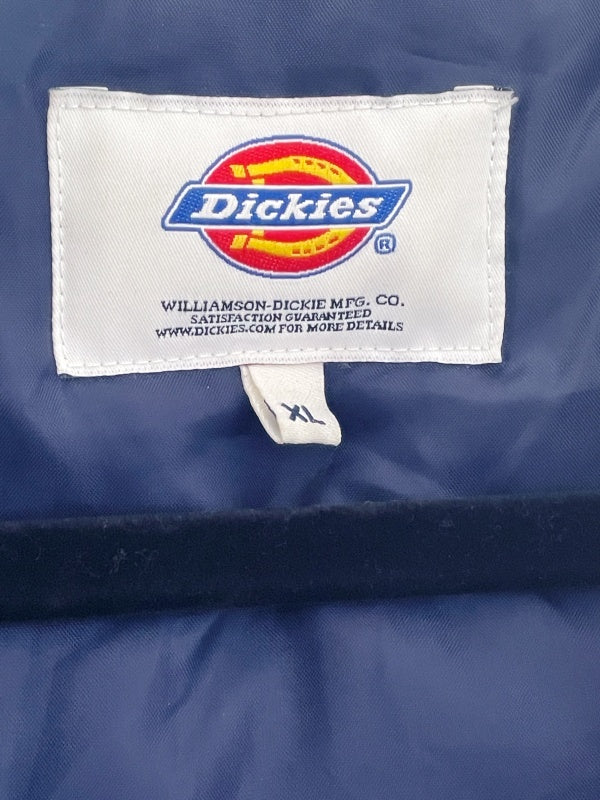 Dickies
®
WILLIAMSON-DICKIE MFG. CO.
SATISFACTION GUARANTEED
WWW.DICKIES.COM FOR MORE DETAILS
XL